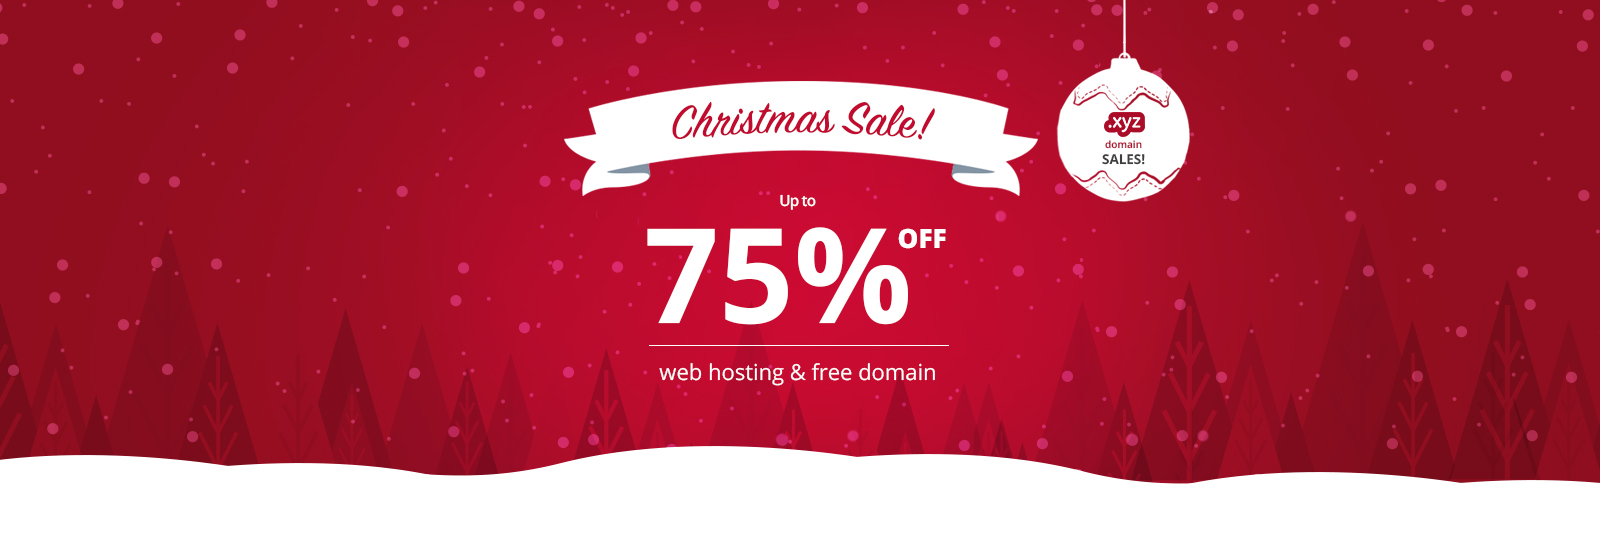 Christmas Sale!
.xyz
domain
SALES!
Up to
75% OFF
web hosting & free domain